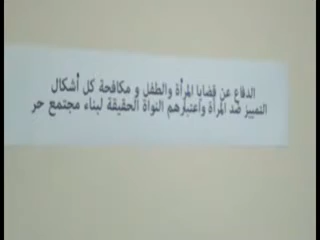 الدفاع عن قضايا المرأة والطفل و مكافحة كل أشكال
التمييز ضد المرأة وأعتبارهم النواة الحقيقة لبناء مجتمع حر